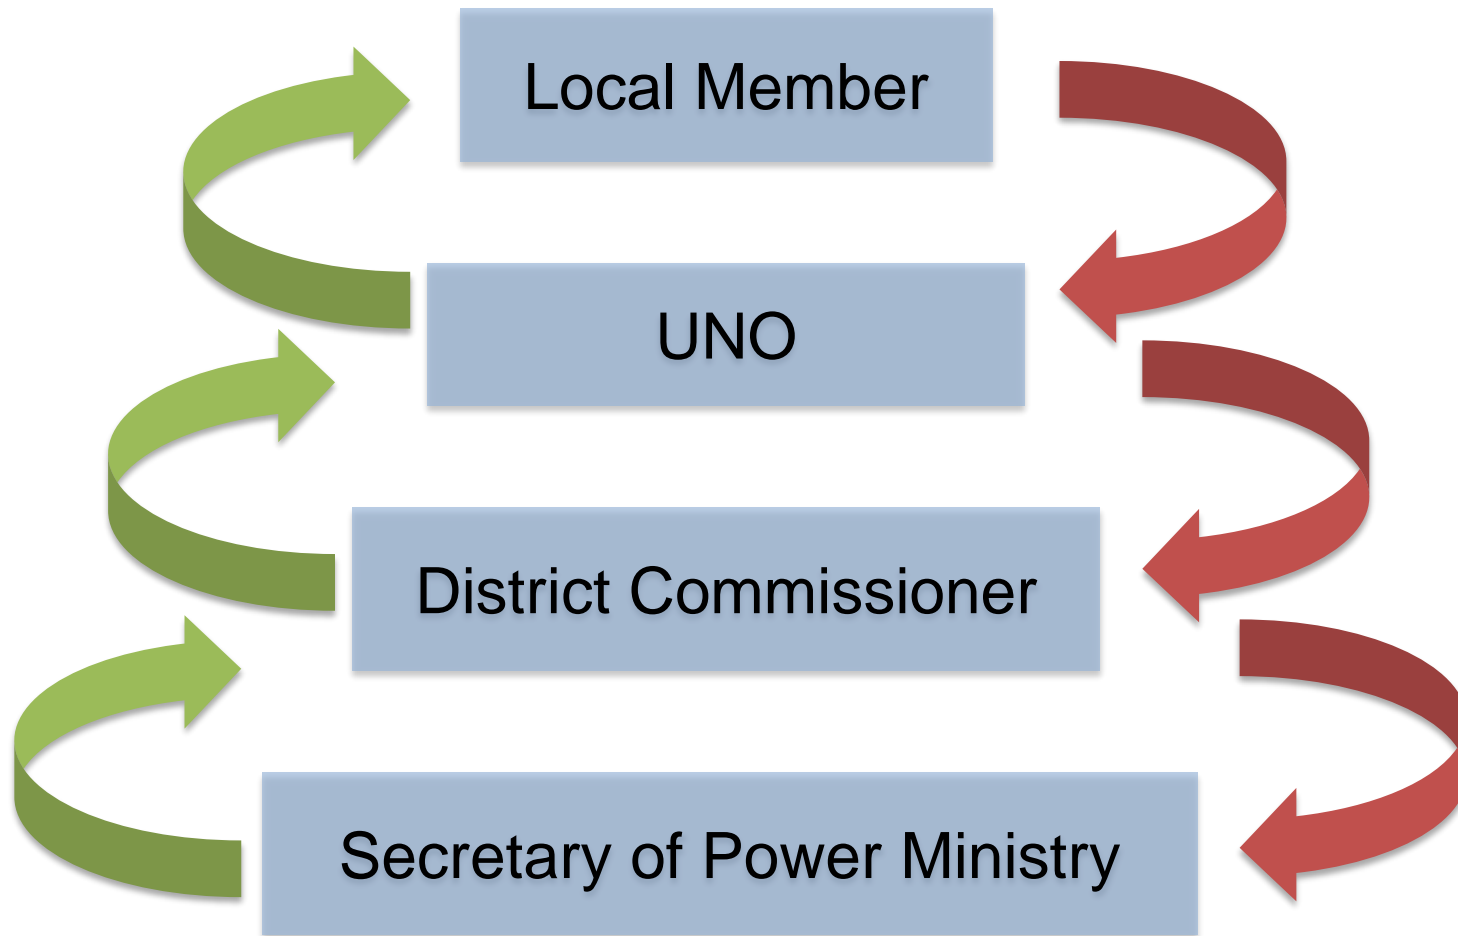 Local Member
UNO
District Commissioner
Secretary of Power Ministry